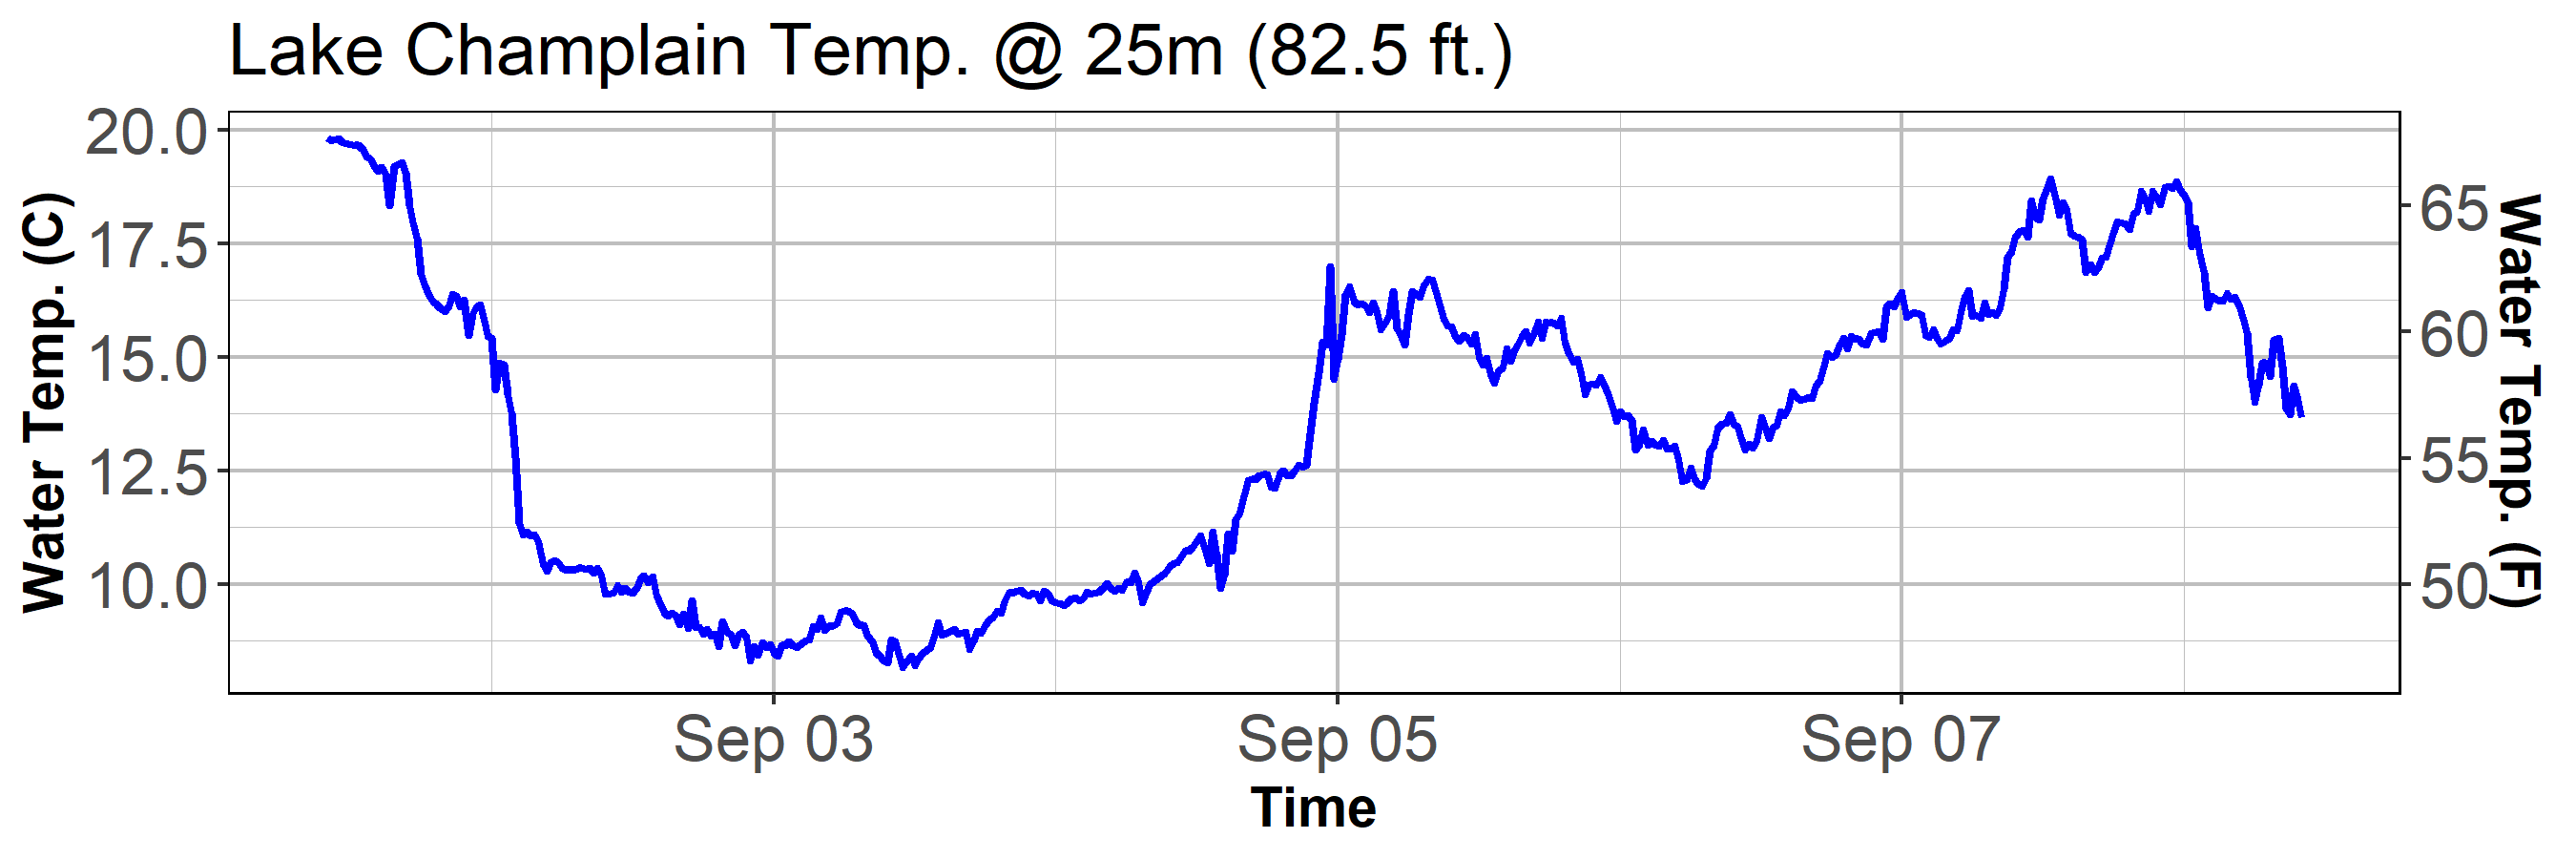 Lake Champlain Temp. @ 25m (82.5 ft.)
Water Temp. (C)
20.0
17.5
15.0
12.5
10.0
65
60
55
50
Water Temp. (F)
Sep 03 Sep 05 Sep 07
Time